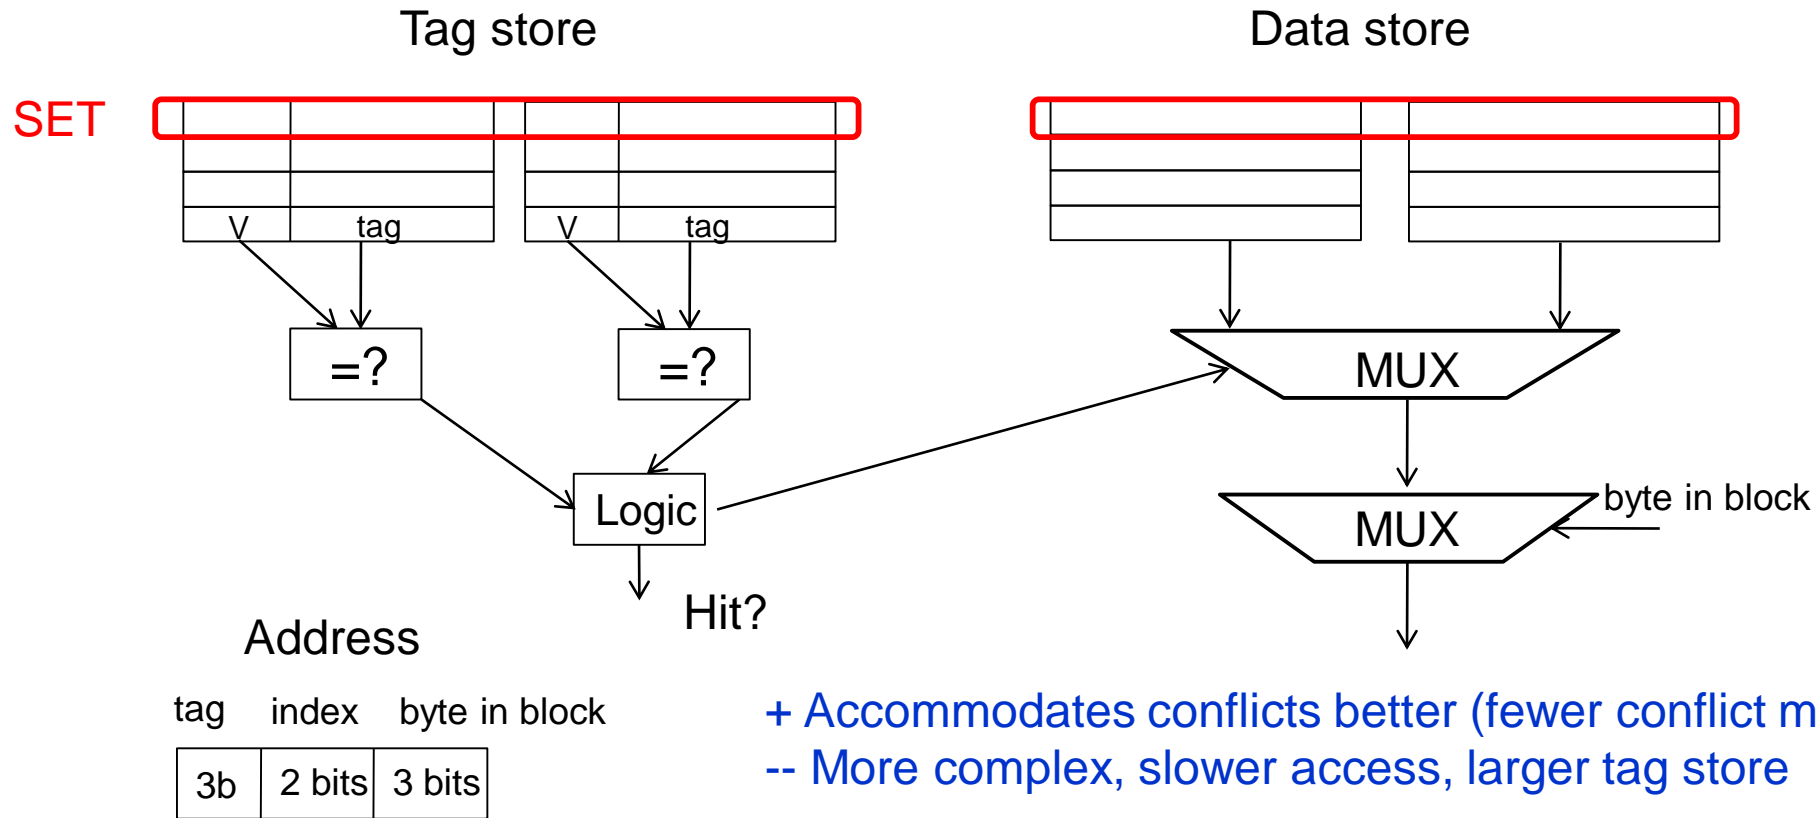 Tag store
Data store
SET
V tag V tag
=? =?
MUX
Logic
byte in block
MUX
Hit?
Address
tag index byte in block
3b 2 bits 3 bits
+ Accommodates conflicts better (fewer conflict m
-- More complex, slower access, larger tag store